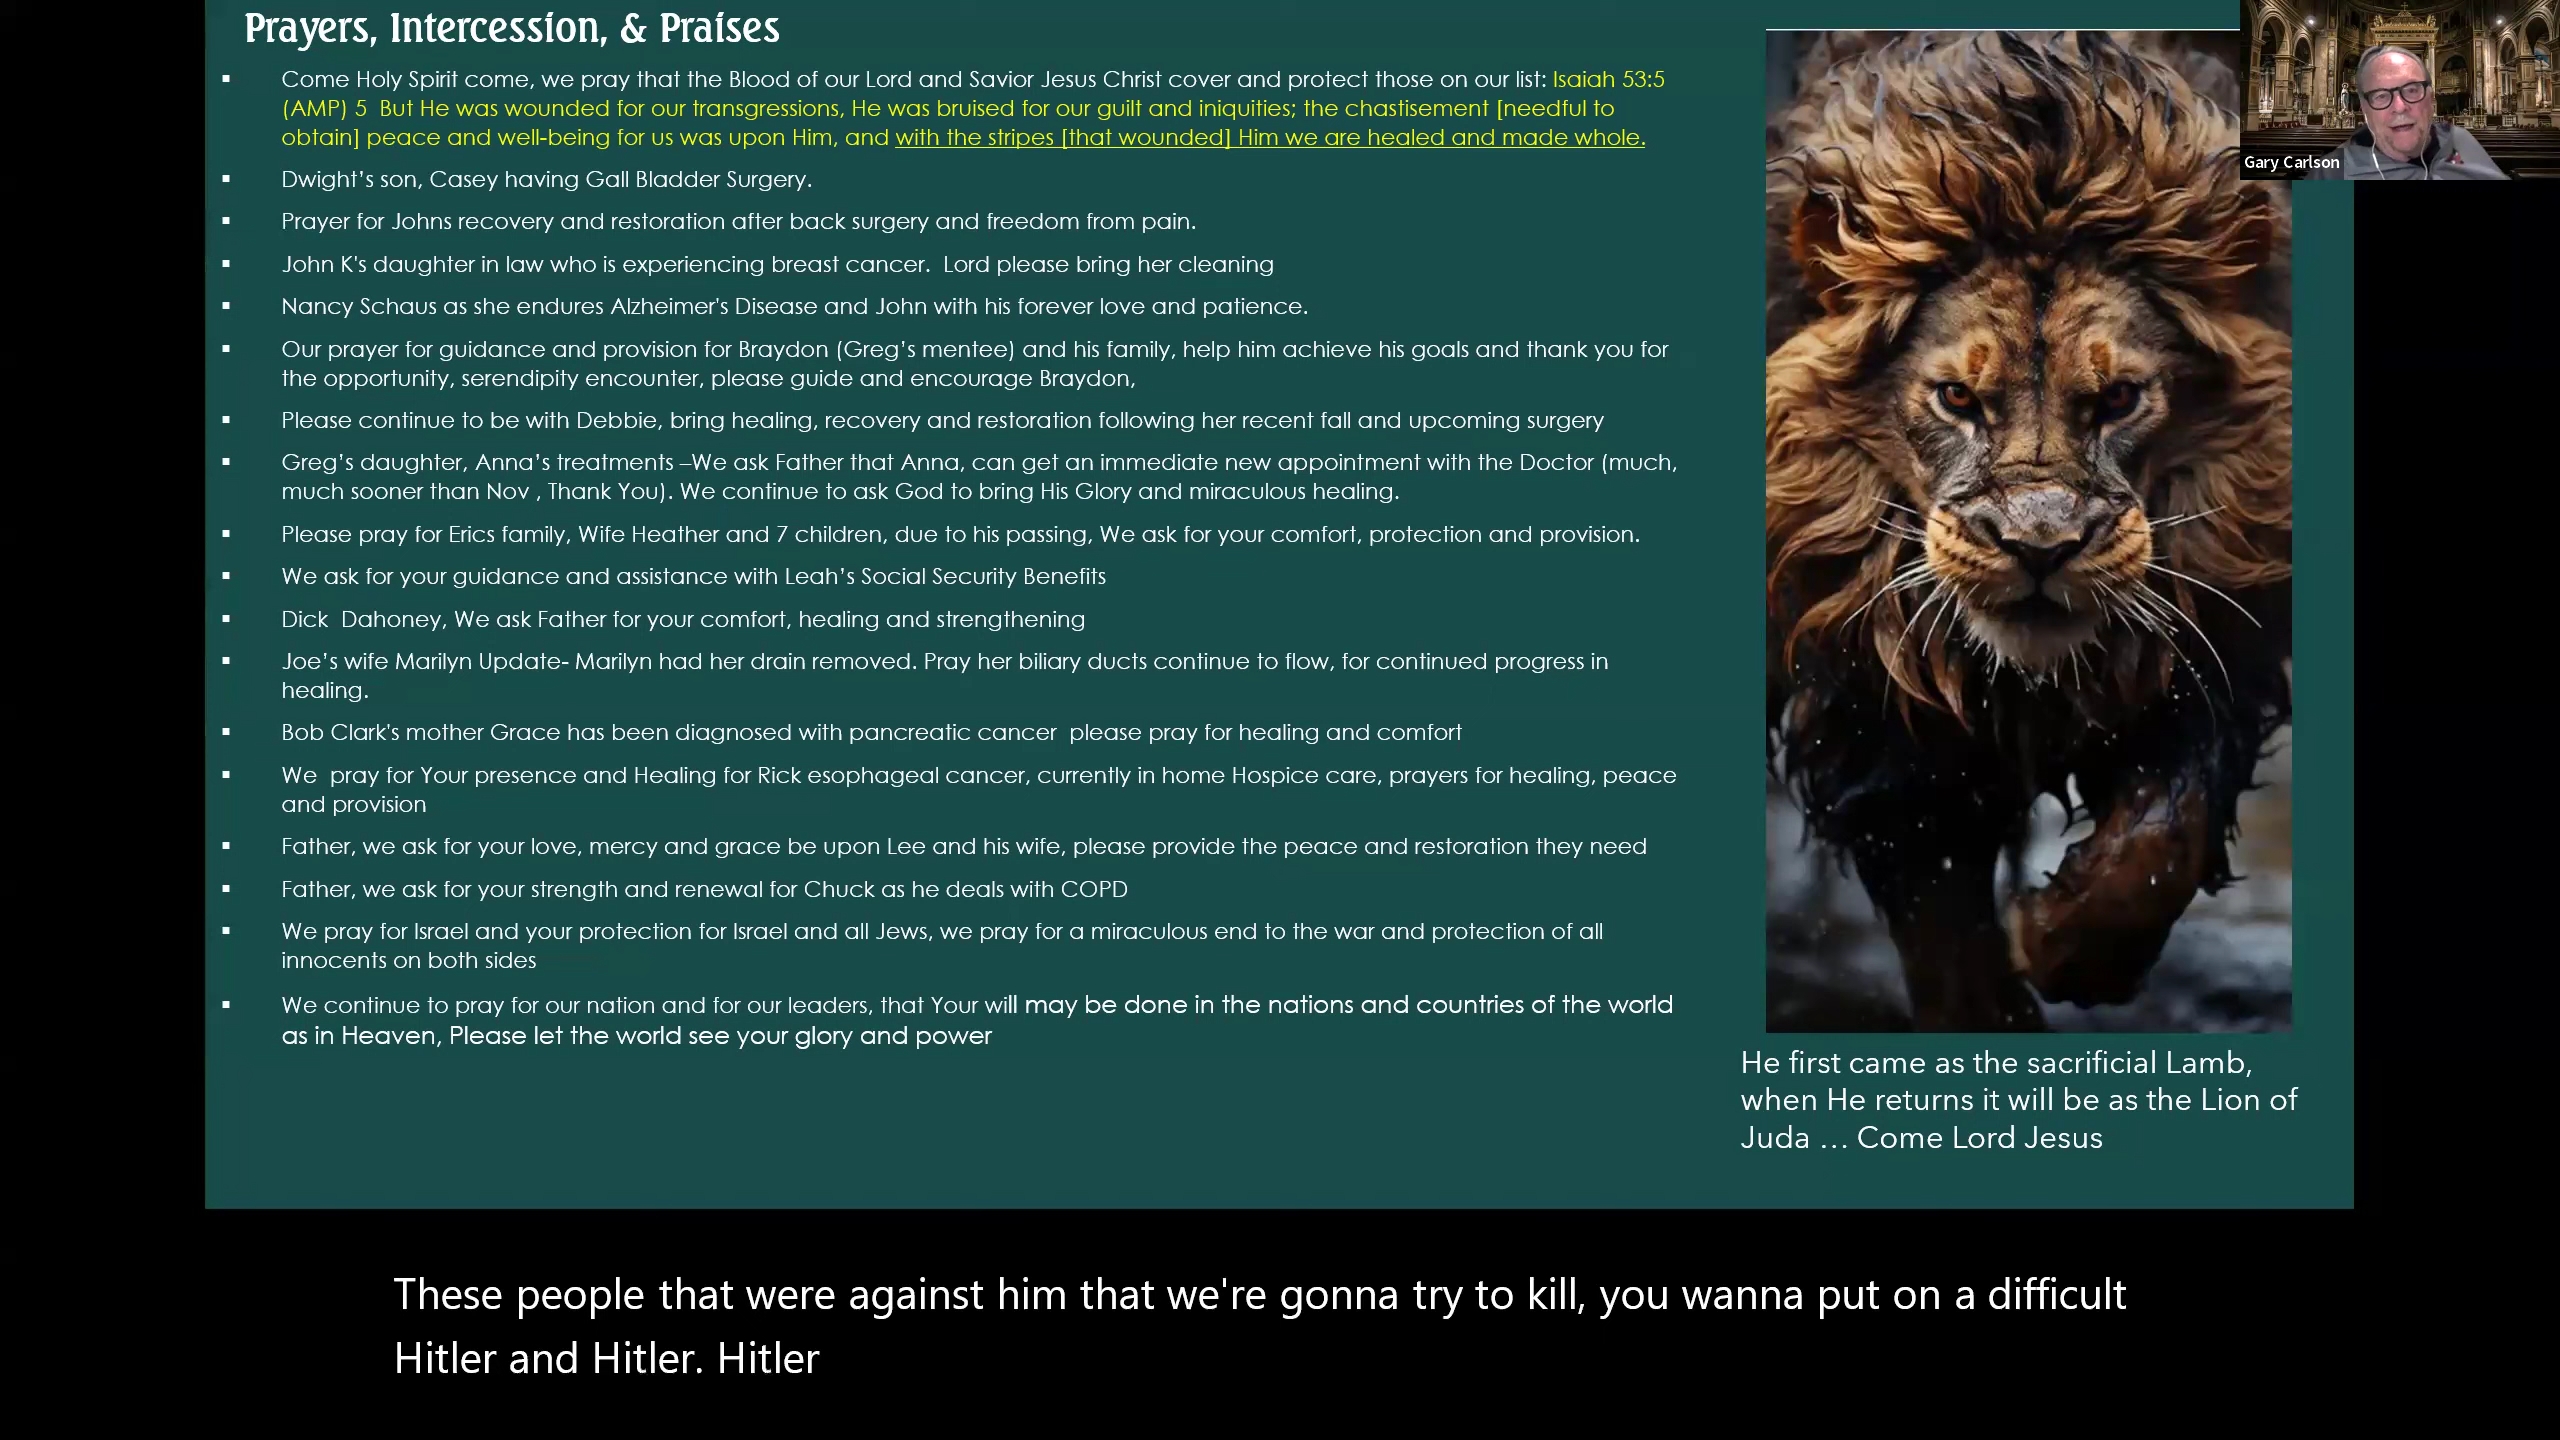 Prayers, Intercession, & Praises
▪ Come Holy Spirit come, we pray that the Blood of our Lord and Savior Jesus Christ cover and protect those on our list: Isaiah 53:5
(AMP) 5  But He was wounded for our transgressions, He was bruised for our guilt and iniquities; the chastisement [needful to
obtain] peace and well-being for us was upon Him, and with the stripes [that wounded] Him we are healed and made whole.
▪ Dwight’s son, Casey having Gall Bladder Surgery.
▪ Prayer for Johns recovery and restoration after back surgery and freedom from pain.
▪ John K's daughter in law who is experiencing breast cancer.  Lord please bring her cleaning
▪ Nancy Schaus as she endures Alzheimer's Disease and John with his forever love and patience.
▪ Our prayer for guidance and provision for Braydon (Greg’s mentee) and his family, help him achieve his goals and thank you for
the opportunity, serendipity encounter, please guide and encourage Braydon,
▪ Please continue to be with Debbie, bring healing, recovery and restoration following her recent fall and upcoming surgery
▪ Greg’s daughter, Anna’s treatments –We ask Father that Anna, can get an immediate new appointment with the Doctor (much,
much sooner than Nov , Thank You). We continue to ask God to bring His Glory and miraculous healing.
▪ Please pray for Erics family, Wife Heather and 7 children, due to his passing, We ask for your comfort, protection and provision.
▪ We ask for your guidance and assistance with Leah’s Social Security Benefits
▪ Dick  Dahoney, We ask Father for your comfort, healing and strengthening
▪ Joe’s wife Marilyn Update- Marilyn had her drain removed. Pray her biliary ducts continue to flow, for continued progress in
healing.
▪ Bob Clark's mother Grace has been diagnosed with pancreatic cancer  please pray for healing and comfort
▪ We  pray for Your presence and Healing for Rick esophageal cancer, currently in home Hospice care, prayers for healing, peace
and provision
▪ Father, we ask for your love, mercy and grace be upon Lee and his wife, please provide the peace and restoration they need
▪ Father, we ask for your strength and renewal for Chuck as he deals with COPD
▪ We pray for Israel and your protection for Israel and all Jews, we pray for a miraculous end to the war and protection of all
innocents on both sides
▪ We continue to pray for our nation and for our leaders, that Your will may be done in the nations and countries of the world
as in Heaven, Please let the world see your glory and power
Gary Carlson
He first came as the sacrificial Lamb,
when He returns it will be as the Lion of
Juda … Come Lord Jesus
These people that were against him that we're gonna try to kill, you wanna put on a difficult
Hitler and Hitler. Hitler